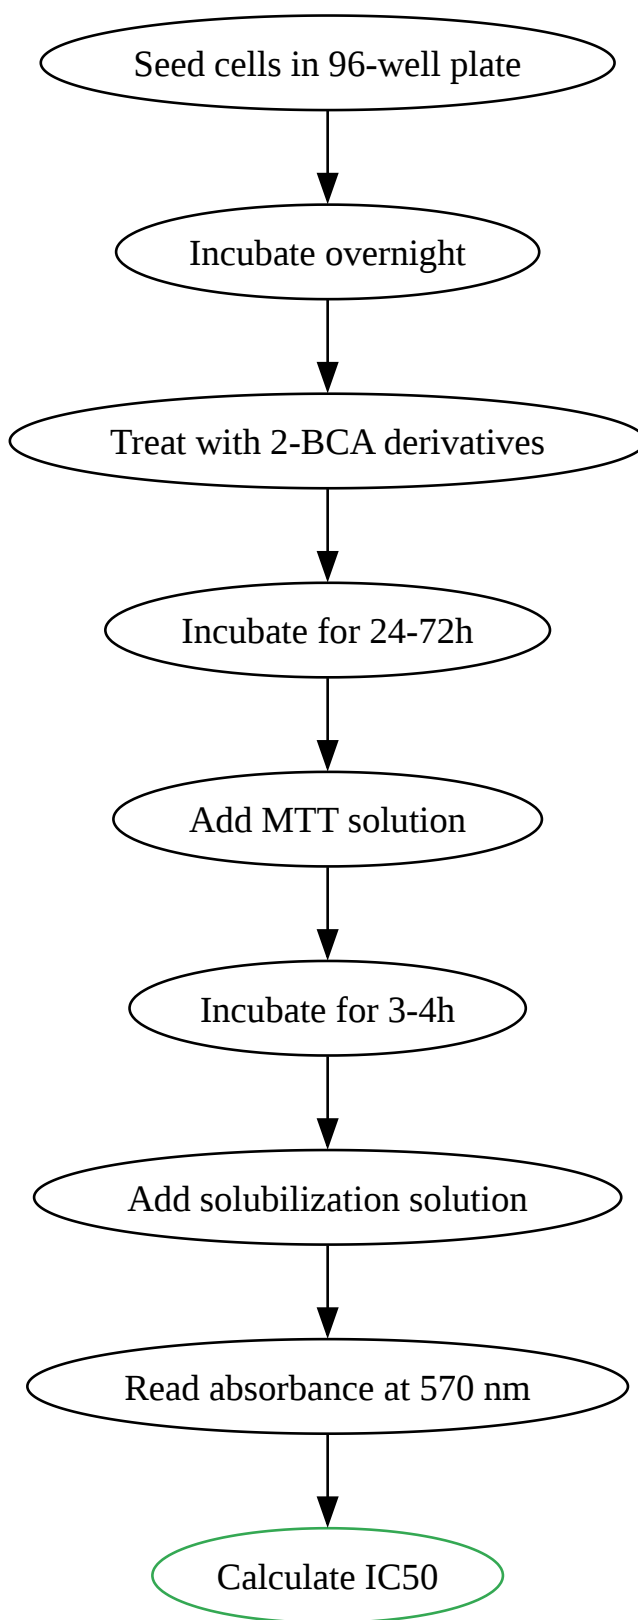 Seed cells in 96-well plate
Incubate overnight
Treat with 2-BCA derivatives
Incubate for 24-72h
Add MTT solution
Incubate for 3-4h
Add solubilization solution
Read absorbance at 570 nm
Calculate IC50